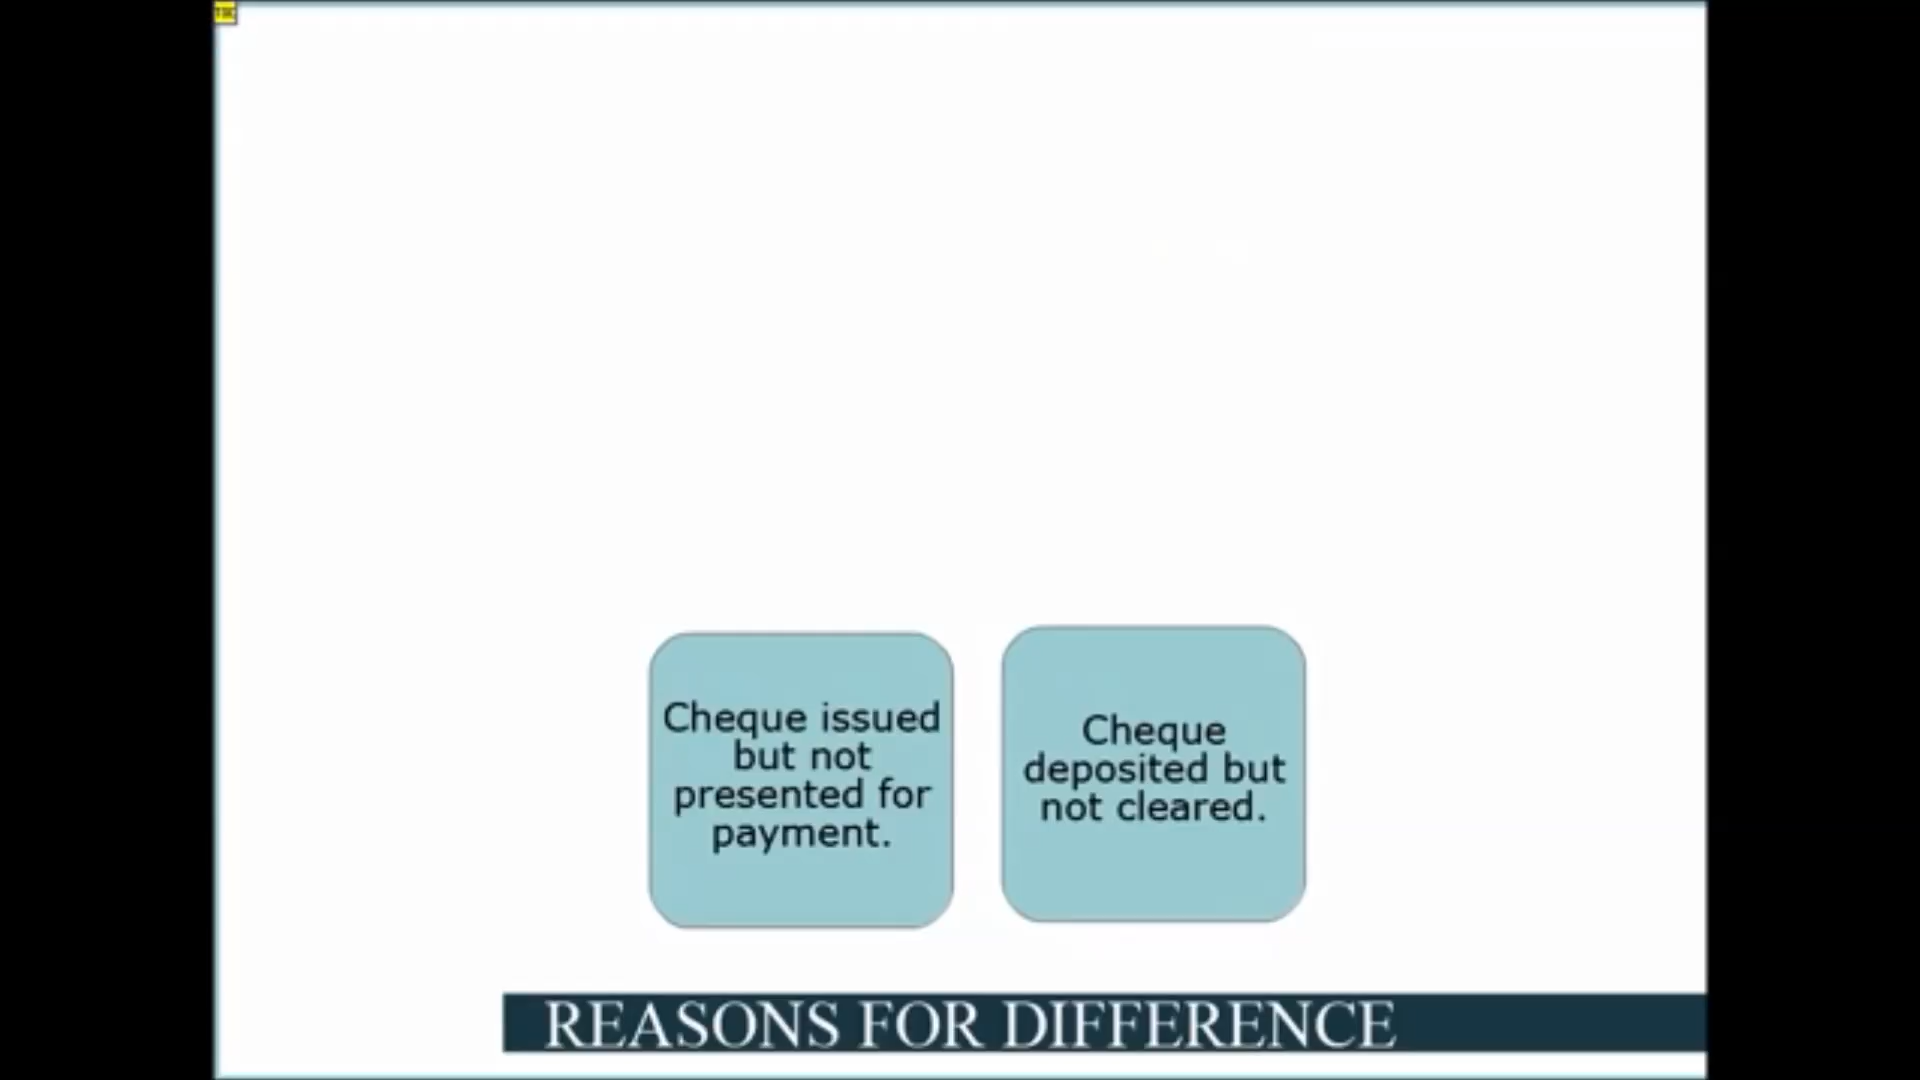 Cheque issued
but not
presented for
payment.
Cheque
deposited but
not cleared.
REASONS FOR DIFFERENCE